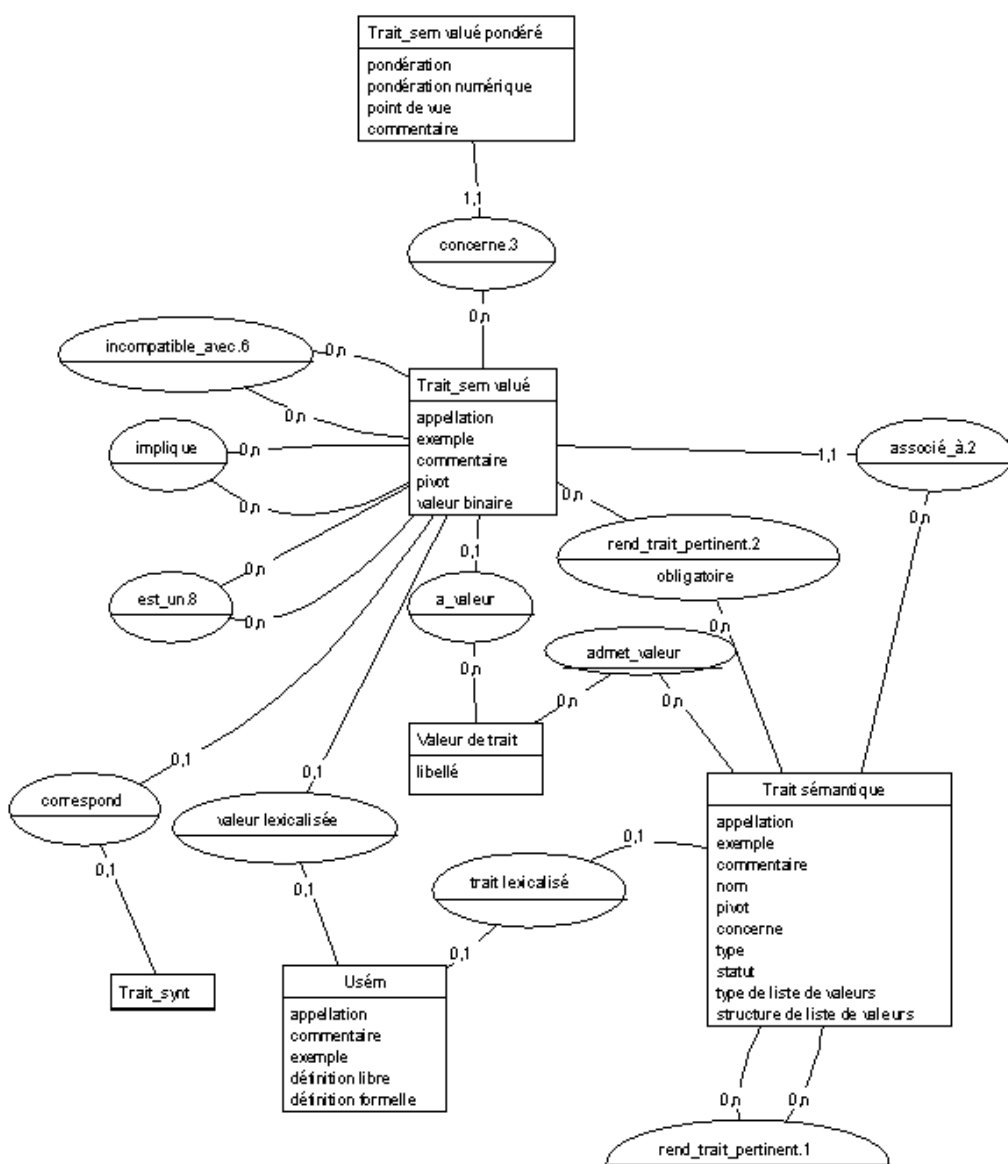 Trait_sem valué pondéré
pondération
pondération numérique
point de vue
commentaire
1,1
concerne.3
0,n
incompatible_avec.6
0,n
0,n
Trait_sem valué
appellation
exemple
commentaire
pivot
valeur binaire
implique
0,n
0,n
1,1
associé_à.2
0,n
0,n
rend_trait_pertinent.2
obligatoire
0,n
est_un.8
0,n
0,n
0,1
a_valeur
0,n
admet_valeur
0,n
0,n
Valeur de trait
libellé
0,1
correspond
0,1
0,1
valeur lexicalisée
0,1
Trait sémantique
appellation
exemple
commentaire
nom
pivot
concerne
type
statut
type de liste de valeurs
structure de liste de valeurs
0,1
trait lexicalisé
0,1
Trait_synt
Usém
appellation
commentaire
exemple
définition libre
définition formelle
0,n
0,n
rend_trait_pertinent.1